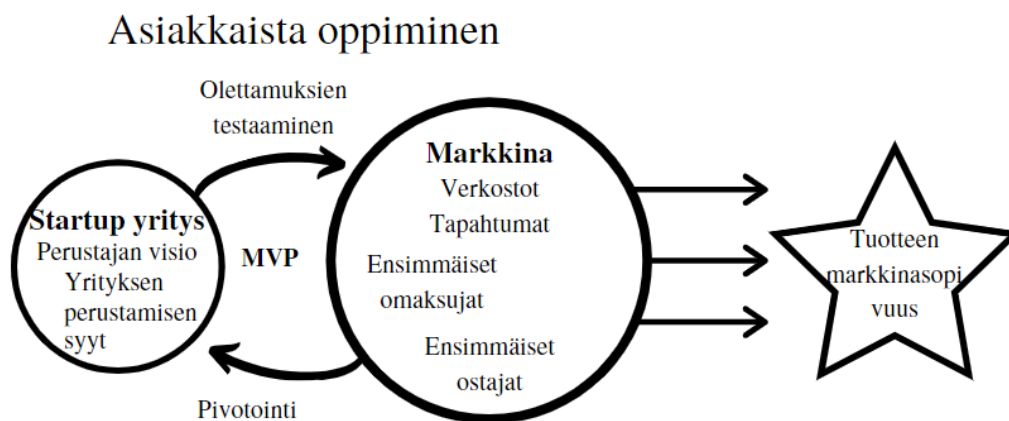 Asiakkaista oppiminen
Olettamuksien
testaaminen
Startup yritys
Perustajan visio
Yrityksen
perustamisen
syyt
MVP
Pivotointi
Markkina
Verkostot
Tapahtumat
Ensimmäiset
omaksujat
Ensimmäiset
ostajat
Tuotteen
markkinasopi
vuus